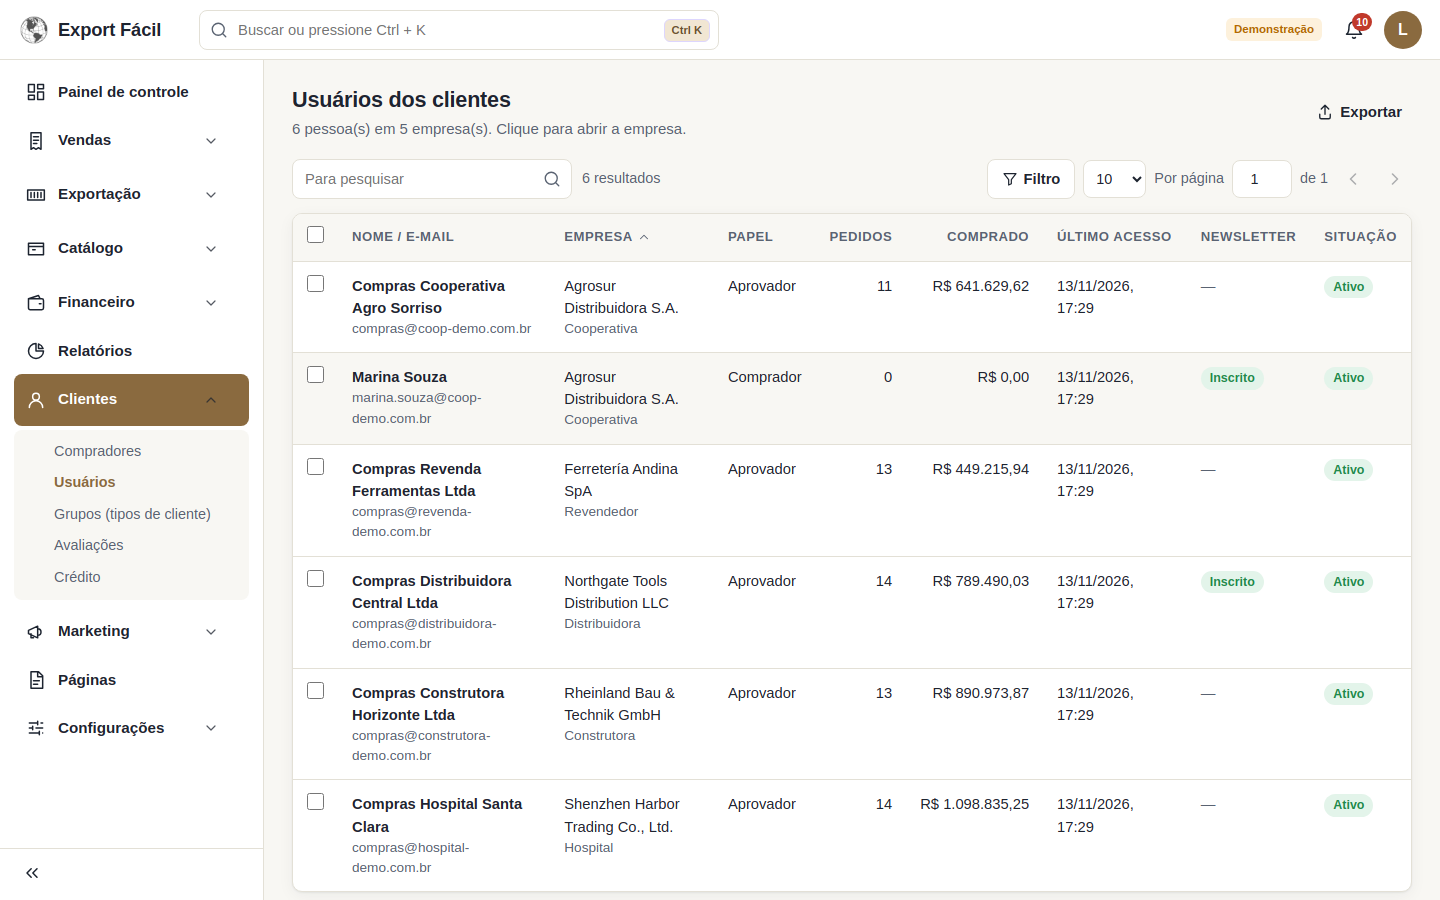 Export Fácil
Buscar ou pressione Ctrl + K
Ctrl K
Demonstração
10
L
Painel de controle
Vendas
Exportação
Catálogo
Financeiro
Relatórios
Clientes
Compradores
Usuários
Grupos (tipos de cliente)
Avaliações
Crédito
Marketing
Páginas
Configurações
Usuários dos clientes
6 pessoa(s) em 5 empresa(s). Clique para abrir a empresa.
Exportar
Para pesquisar
6 resultados
Filtro
10
Por página
1
de 1
NOME / E-MAIL
EMPRESA
PAPEL
PEDIDOS
COMPRADO
ÚLTIMO ACESSO
NEWSLETTER
SITUAÇÃO
Compras Cooperativa
Agro Sorriso
compras@coop-demo.com.br
Agrosur
Distribuidora S.A.
Cooperativa
Aprovador
11
R$ 641.629,62
13/11/2026,
17:29
—
Ativo
Marina Souza
marina.souza@coop-
demo.com.br
Agrosur
Distribuidora S.A.
Cooperativa
Comprador
0
R$ 0,00
13/11/2026,
17:29
Inscrito
Ativo
Compras Revenda
Ferramentas Ltda
compras@revenda-
demo.com.br
Ferretería Andina
SpA
Revendedor
Aprovador
13
R$ 449.215,94
13/11/2026,
17:29
—
Ativo
Compras Distribuidora
Central Ltda
compras@distribuidora-
demo.com.br
Northgate Tools
Distribution LLC
Distribuidora
Aprovador
14
R$ 789.490,03
13/11/2026,
17:29
Inscrito
Ativo
Compras Construtora
Horizonte Ltda
compras@construtora-
demo.com.br
Rheinland Bau &
Technik GmbH
Construtora
Aprovador
13
R$ 890.973,87
13/11/2026,
17:29
—
Ativo
Compras Hospital Santa
Clara
compras@hospital-
demo.com.br
Shenzhen Harbor
Trading Co., Ltd.
Hospital
Aprovador
14
R$ 1.098.835,25
13/11/2026,
17:29
—
Ativo